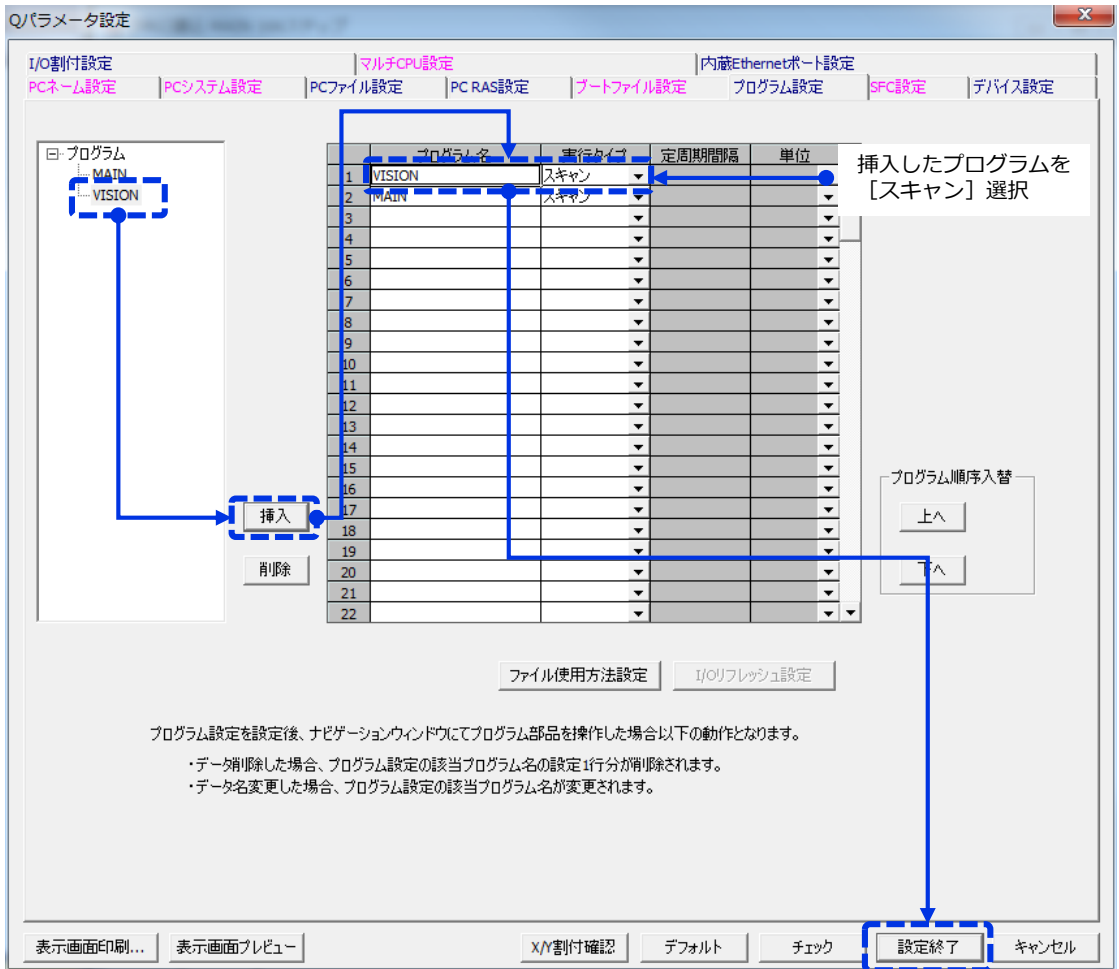 Qパラメータ設定
I/O割付設定
マルチCPU設定
内蔵Ethernetポート設定
PCネーム設定
PCシステム設定
PCファイル設定
PC RAS設定
ブートファイル設定
プログラム設定
SFC設定
デバイス設定
プログラム
MAIN
VISION
プログラム名 実行タイプ 定周期間隔 単位
1 VISION スキャン
2 MAIN スキャン
3
4
5
6
7
8
9
10
11
12
13
14
15
16
17
18
19
20
21
22
挿入したプログラムを
［スキャン］選択
挿入
削除
プログラム順序入替
上へ
下へ
ファイル使用方法設定
I/Oリフレッシュ設定
プログラム設定を設定後、ナビゲーションウィンドウにてプログラム部品を操作した場合以下の動作となります。
・データ削除した場合、プログラム設定の該当プログラム名の設定1行分が削除されます。
・データ名変更した場合、プログラム設定の該当プログラム名が変更されます。
表示画面印刷...
表示画面プレビュー
X/Y割付確認
デフォルト
チェック
設定終了
キャンセル